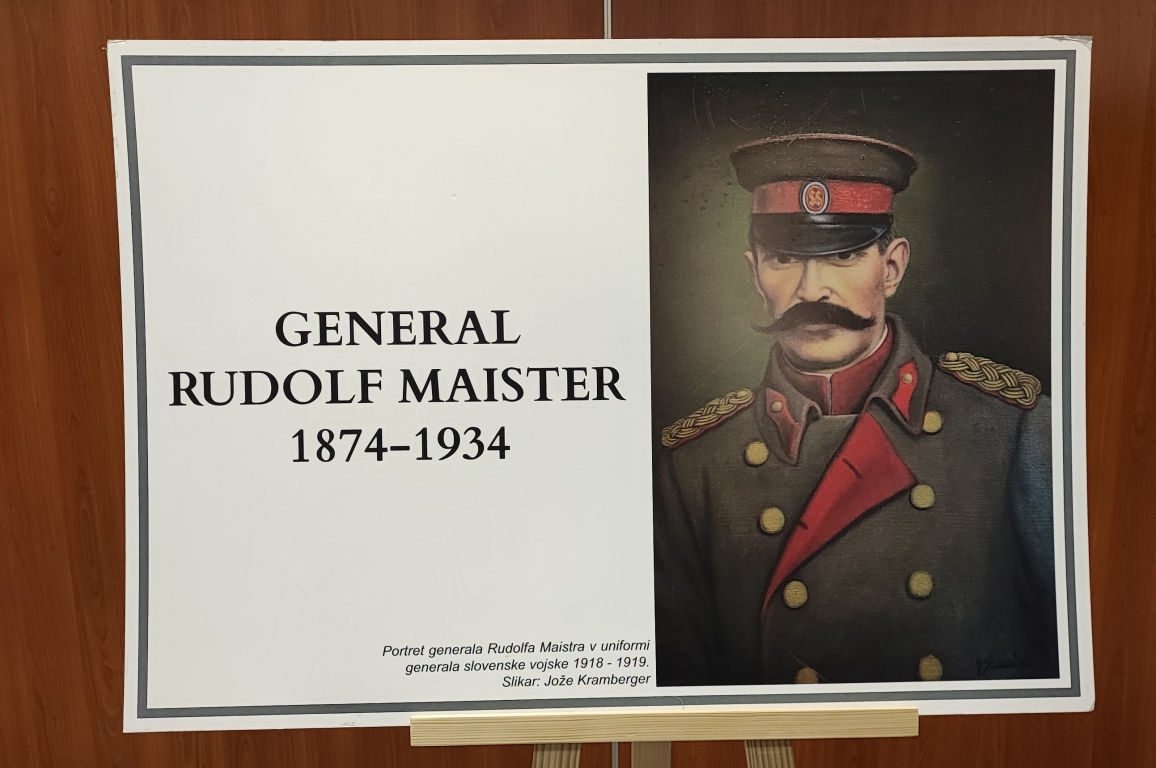 GENERAL
RUDOLF MAISTER
1874–1934
Portret generala Rudolfa Maistra v uniformi
generala slovenske vojske 1918 - 1919.
Slikar: Jože Kramberger